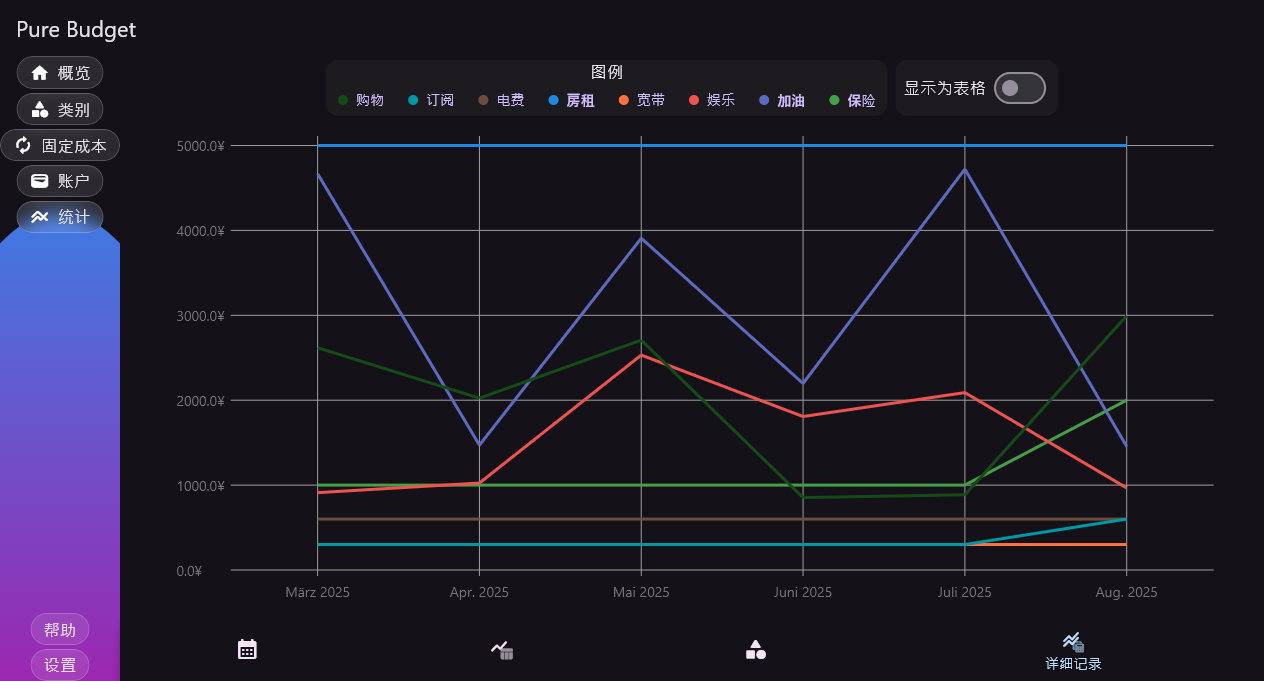 Pure Budget
概览
类别
固定成本
账户
统计
帮助
设置
图例
购物 订阅 电费 房租 宽带 娱乐 加油 保险
显示为表格
5000.0¥
4000.0¥
3000.0¥
2000.0¥
1000.0¥
0.0¥
März 2025 Apr. 2025 Mai 2025 Juni 2025 Juli 2025 Aug. 2025
详细记录